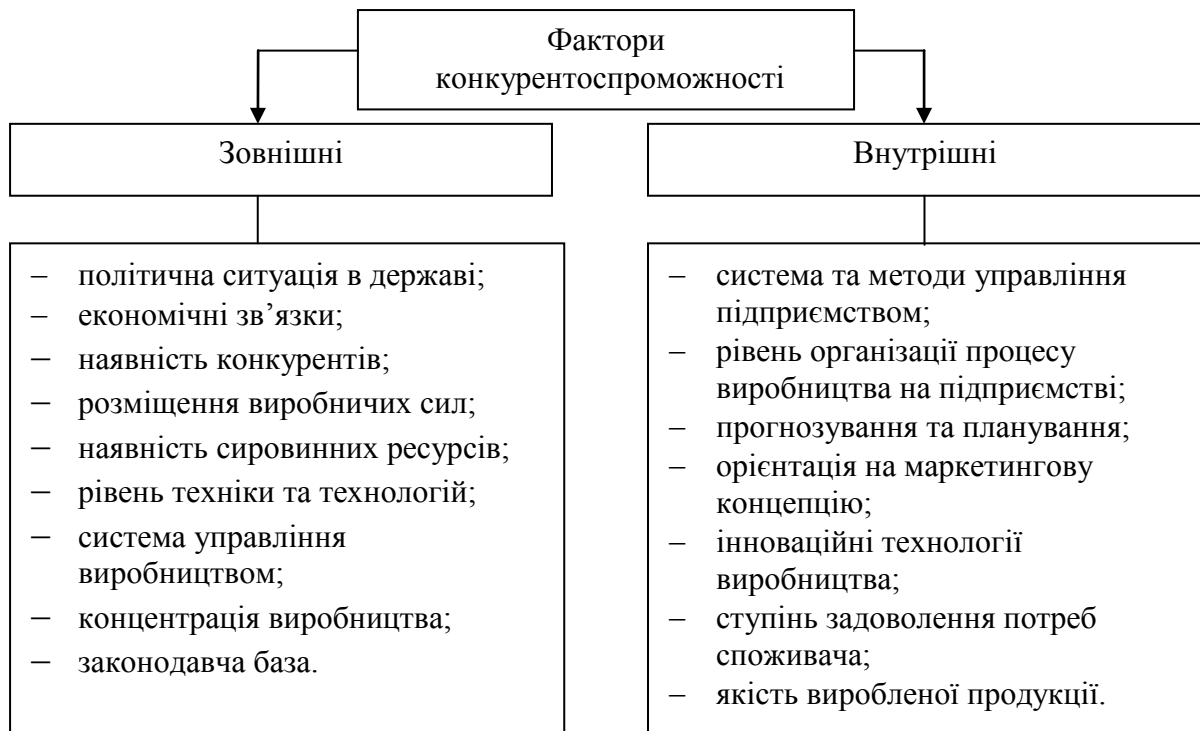 Фактори
конкурентоспроможності
Зовнішні
Внутрішні
– політична ситуація в державі;
– економічні зв’язки;
– наявність конкурентів;
– розміщення виробничих сил;
– наявність сировинних ресурсів;
– рівень техніки та технологій;
– система управління
виробництвом;
– концентрація виробництва;
– законодавча база.
– система та методи управління
підприємством;
– рівень організації процесу
виробництва на підприємстві;
– прогнозування та планування;
– орієнтація на маркетингову
концепцію;
– інноваційні технології
виробництва;
– ступінь задоволення потреб
споживача;
– якість виробленої продукції.